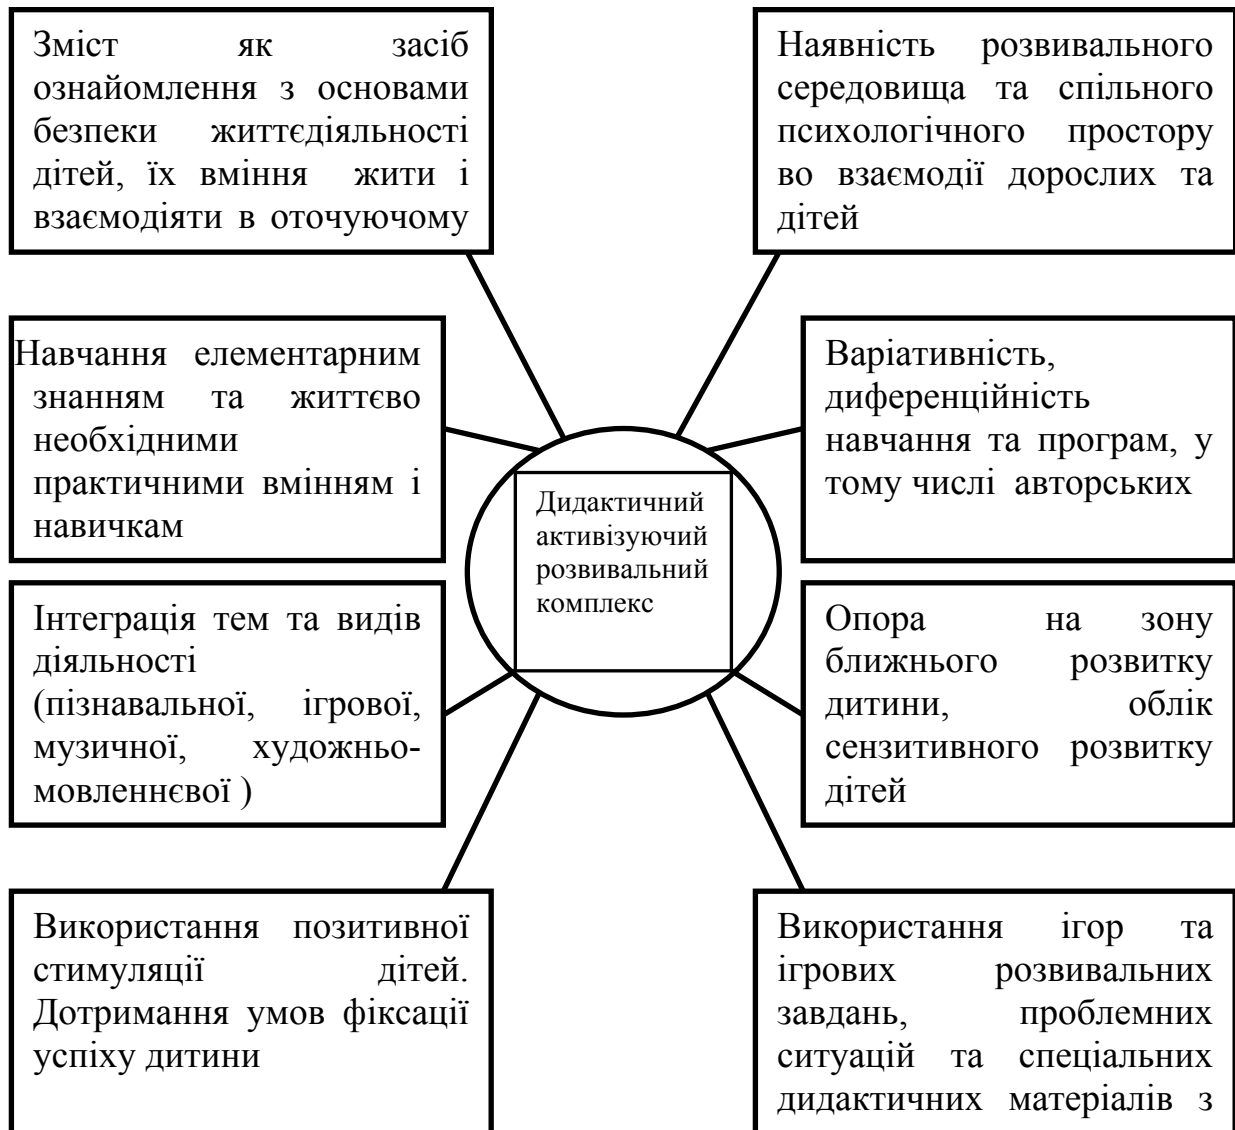 Зміст як засіб
ознайомлення з основами
безпеки життєдіяльності
дітей, їх вміння жити і
взаємодіяти в оточуючому
Наявність розвивального
середовища та спільного
психологічного простору
во взаємодії дорослих та
дітей
Навчання елементарним
знанням та життєво
необхідними
практичними вмінням і
навичкам
Варіативність,
диференційність
навчання та програм, у
тому числі авторських
Дидактичний
активізуючий
розвивальний
комплекс
Інтеграція тем та видів
діяльності
(пізнавальної, ігрової,
музичної, художньо-
мовленнєвої )
Опора на зону
ближнього розвитку
дитини, облік
сензитивного розвитку
дітей
Використання позитивної
стимуляції дітей.
Дотримання умов фіксації
успіху дитини
Використання ігор та
ігрових розвивальних
завдань, проблемних
ситуацій та спеціальних
дидактичних матеріалів з